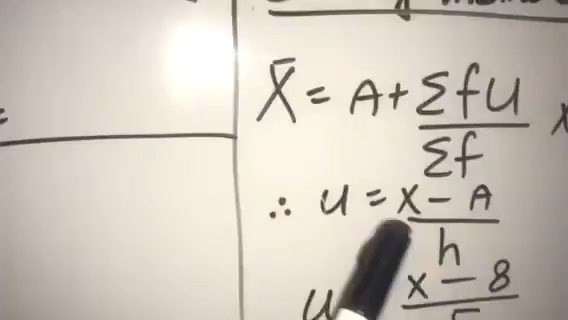 X̄ = A + ΣfU / Σf x
∴ u = x - A / h
u x - 8